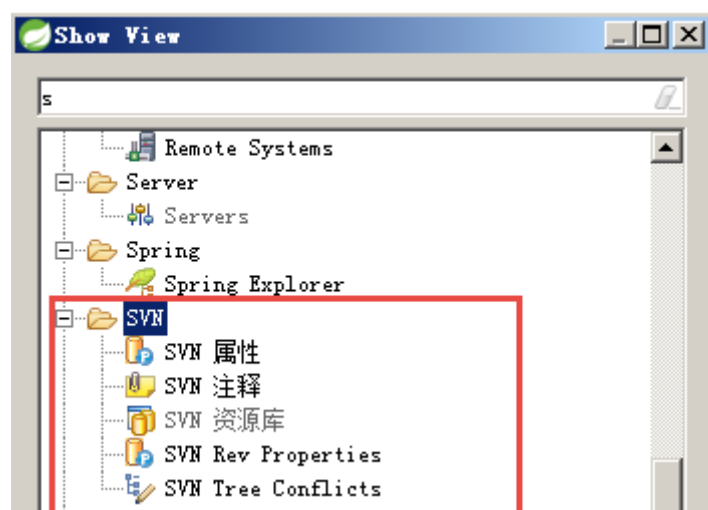 Show View
s
Remote Systems
Server
Servers
Spring
Spring Explorer
SVN
SVN 属性
SVN 注释
SVN 资源库
SVN Rev Properties
SVN Tree Conflicts